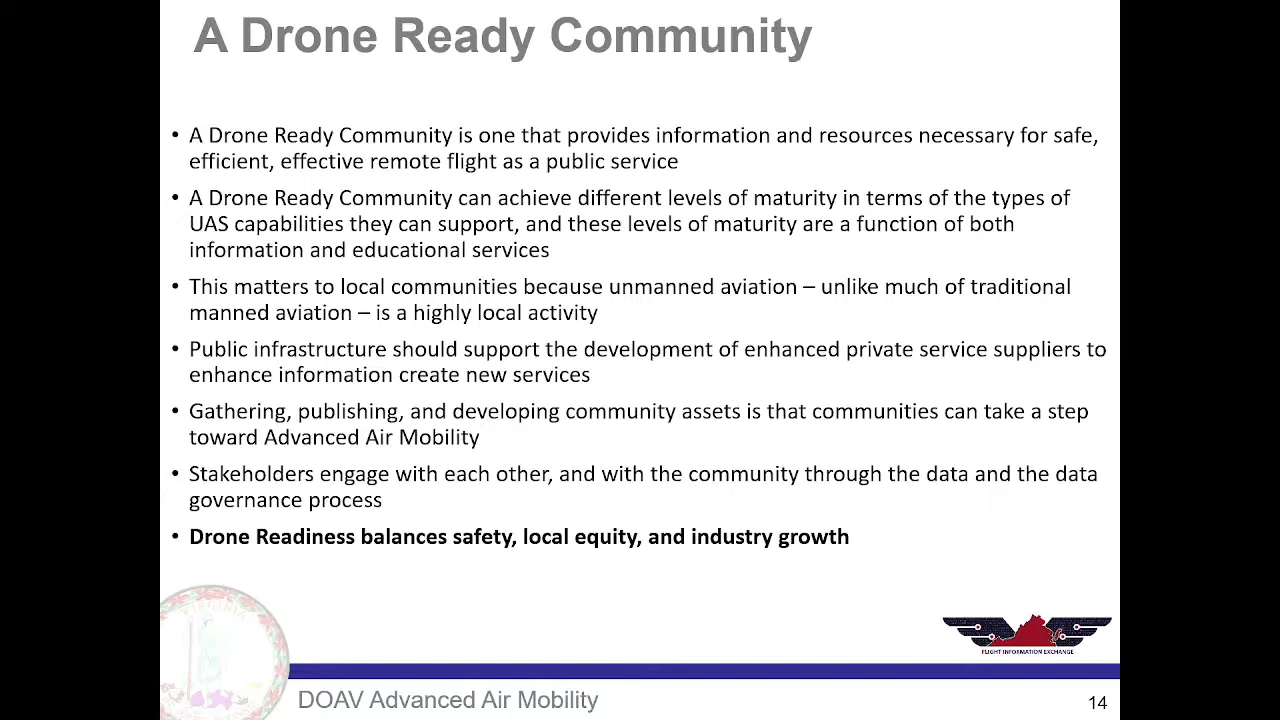 A Drone Ready Community
• A Drone Ready Community is one that provides information and resources necessary for safe,
efficient, effective remote flight as a public service
• A Drone Ready Community can achieve different levels of maturity in terms of the types of
UAS capabilities they can support, and these levels of maturity are a function of both
information and educational services
• This matters to local communities because unmanned aviation – unlike much of traditional
manned aviation – is a highly local activity
• Public infrastructure should support the development of enhanced private service suppliers to
enhance information create new services
• Gathering, publishing, and developing community assets is that communities can take a step
toward Advanced Air Mobility
• Stakeholders engage with each other, and with the community through the data and the data
governance process
• Drone Readiness balances safety, local equity, and industry growth
VIRGINIA
FLIGHT INFORMATION EXCHANGE
DOAV Advanced Air Mobility
14